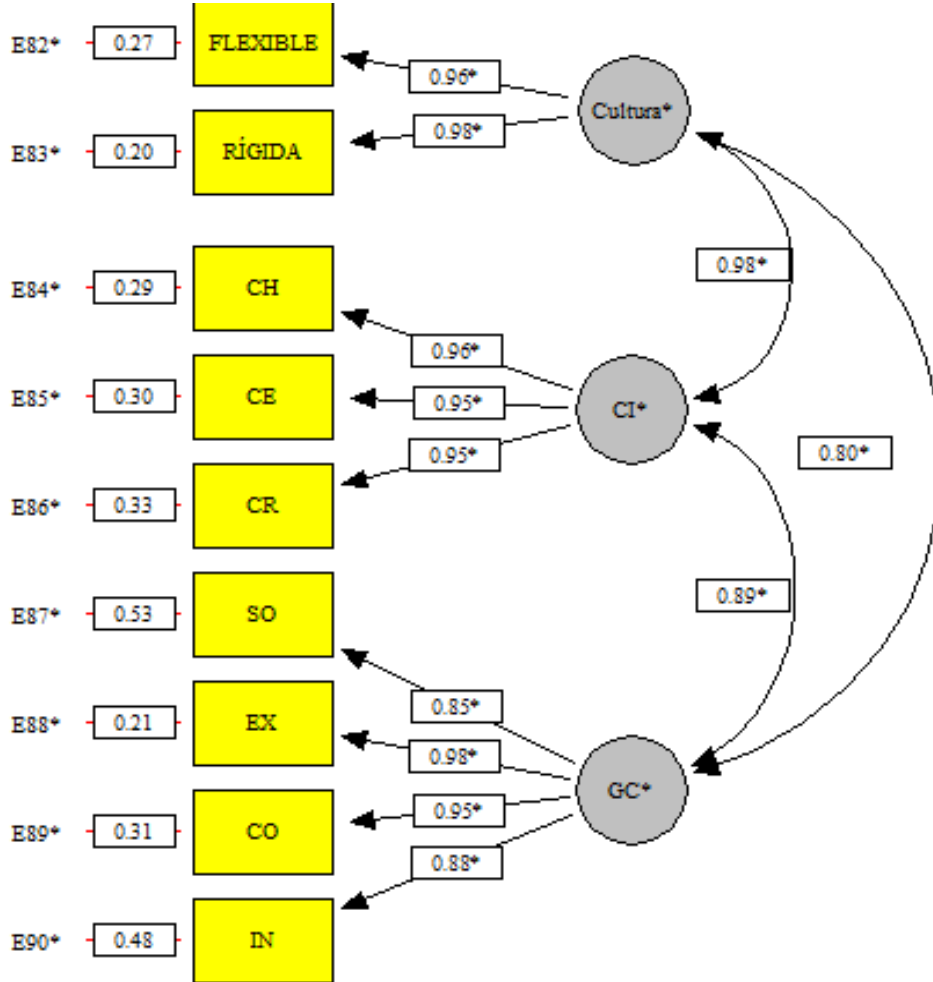 E82* 0.27 FLEXIBLE
0.96*
Cultura*
E83* 0.20 RÍGIDA
0.98*
0.98*
E84* 0.29 CH
0.96*
E85* 0.30 CE
0.95*
CI*
E86* 0.33 CR
0.95*
0.80*
E87* 0.53 SO
0.89*
0.85*
E88* 0.21 EX
0.98*
GC*
E89* 0.31 CO
0.95*
0.88*
E90* 0.48 IN